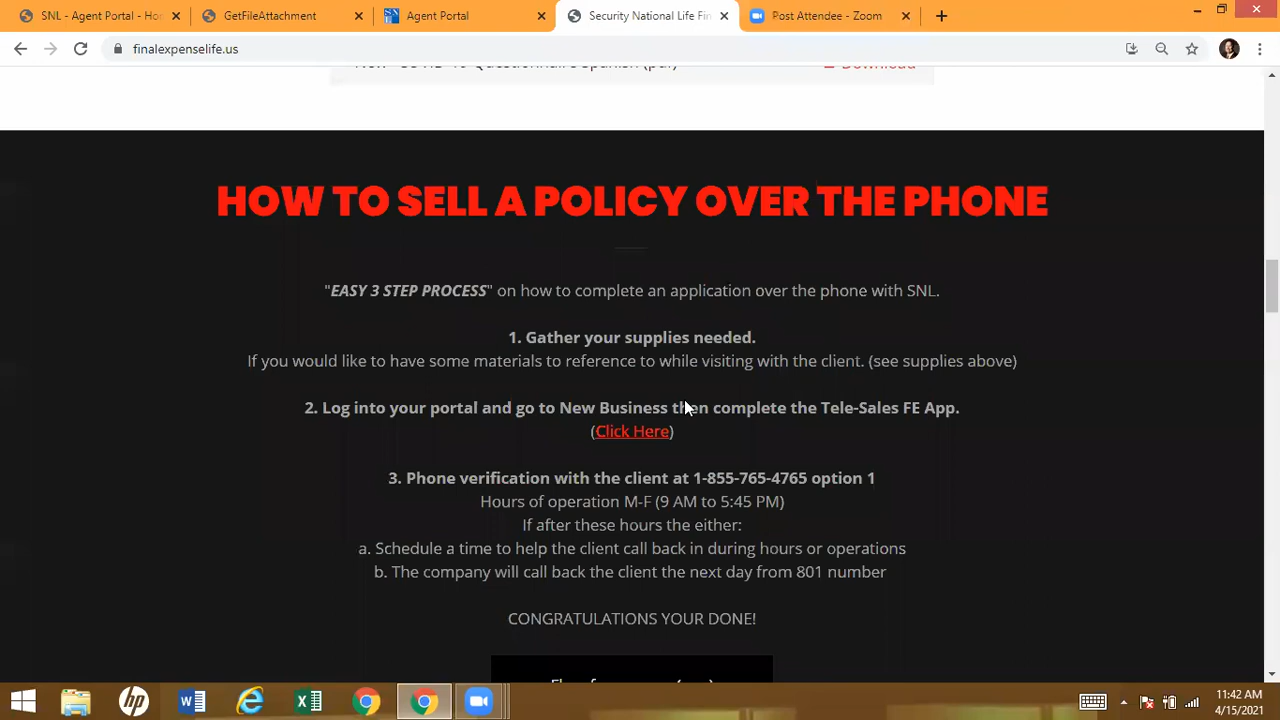 SNL - Agent Portal - Ho
GetFileAttachment
Agent Portal
Security National Life Fin
Post Attendee - Zoom
finalexpenselife.us
Download
HOW TO SELL A POLICY OVER THE PHONE
"EASY 3 STEP PROCESS" on how to complete an application over the phone with SNL.
1. Gather your supplies needed.
If you would like to have some materials to reference to while visiting with the client. (see supplies above)
2. Log into your portal and go to New Business then complete the Tele-Sales FE App.
(Click Here)
3. Phone verification with the client at 1-855-765-4765 option 1
Hours of operation M-F (9 AM to 5:45 PM)
If after these hours the either:
a. Schedule a time to help the client call back in during hours or operations
b. The company will call back the client the next day from 801 number
CONGRATULATIONS YOUR DONE!
11:42 AM
4/15/2021